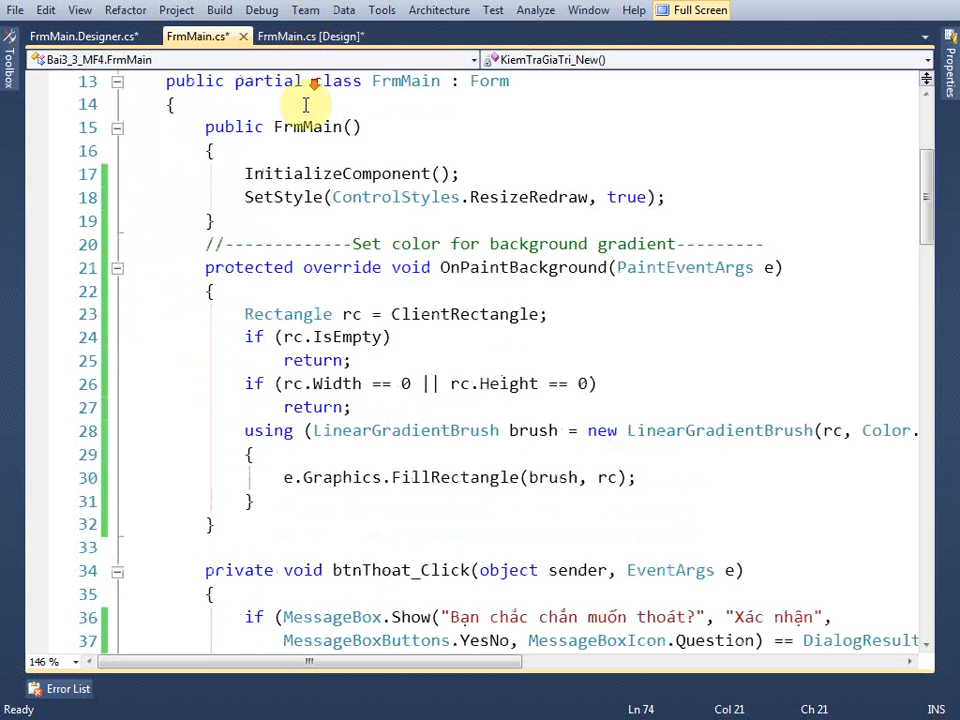 File Edit View Refactor Project Build Debug Team Data Tools Architecture Test Analyze Window Help Full Screen
FrmMain.Designer.cs* FrmMain.cs* FrmMain.cs [Design]*
Toolbox
Bai3_3_MF4.FrmMain KiemTraGiaTri_New()
Properties
13 public partial class FrmMain : Form
14 {
15 public FrmMain()
16 {
17 InitializeComponent();
18 SetStyle(ControlStyles.ResizeRedraw, true);
19 }
20 //-------------Set color for background gradient---------
21 protected override void OnPaintBackground(PaintEventArgs e)
22 {
23 Rectangle rc = ClientRectangle;
24 if (rc.IsEmpty)
25 return;
26 if (rc.Width == 0 || rc.Height == 0)
27 return;
28 using (LinearGradientBrush brush = new LinearGradientBrush(rc, Color.
29 {
30 e.Graphics.FillRectangle(brush, rc);
31 }
32 }
33
34 private void btnThoat_Click(object sender, EventArgs e)
35 {
36 if (MessageBox.Show("Bạn chắc chắn muốn thoát?", "Xác nhận",
37 MessageBoxButtons.YesNo, MessageBoxIcon.Question) == DialogResult
146 %
Error List
Ready Ln 74 Col 21 Ch 21 INS